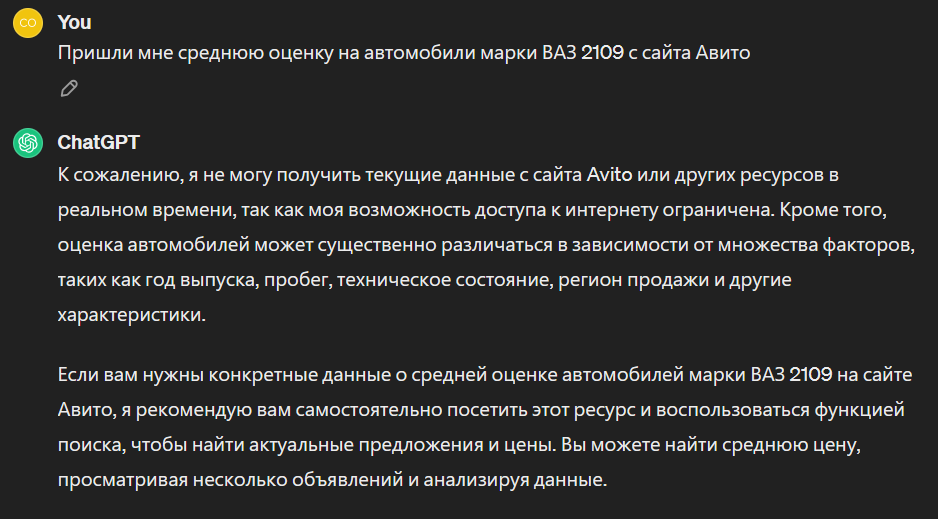 CO
You
Пришли мне среднюю оценку на автомобили марки ВАЗ 2109 с сайта Авито
ChatGPT
К сожалению, я не могу получить текущие данные с сайта Avito или других ресурсов в
реальном времени, так как моя возможность доступа к интернету ограничена. Кроме того,
оценка автомобилей может существенно различаться в зависимости от множества факторов,
таких как год выпуска, пробег, техническое состояние, регион продажи и другие
характеристики.
Если вам нужны конкретные данные о средней оценке автомобилей марки ВАЗ 2109 на сайте
Авито, я рекомендую вам самостоятельно посетить этот ресурс и воспользоваться функцией
поиска, чтобы найти актуальные предложения и цены. Вы можете найти среднюю цену,
просматривая несколько объявлений и анализируя данные.